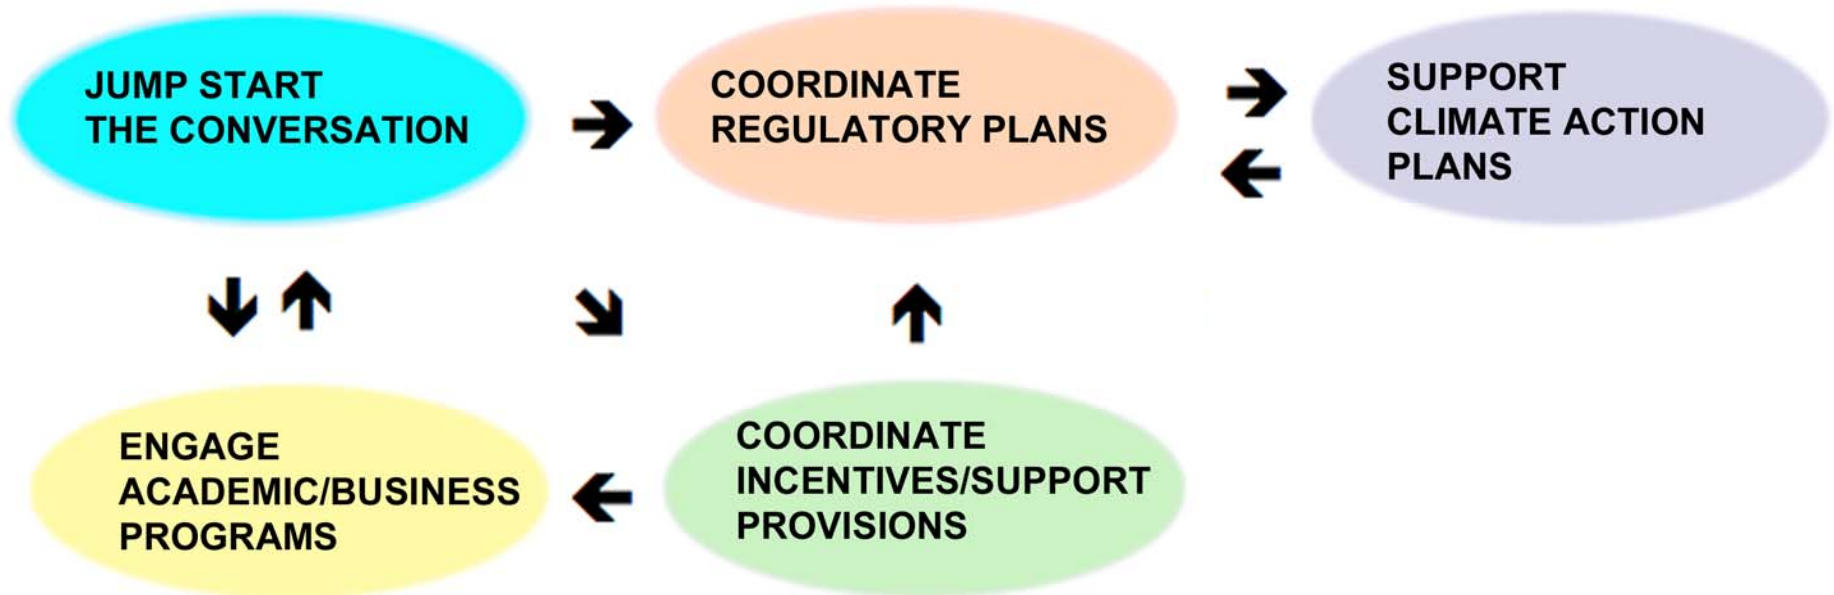 JUMP START
THE CONVERSATION
COORDINATE
REGULATORY PLANS
SUPPORT
CLIMATE ACTION
PLANS
ENGAGE
ACADEMIC/BUSINESS
PROGRAMS
COORDINATE
INCENTIVES/SUPPORT
PROVISIONS